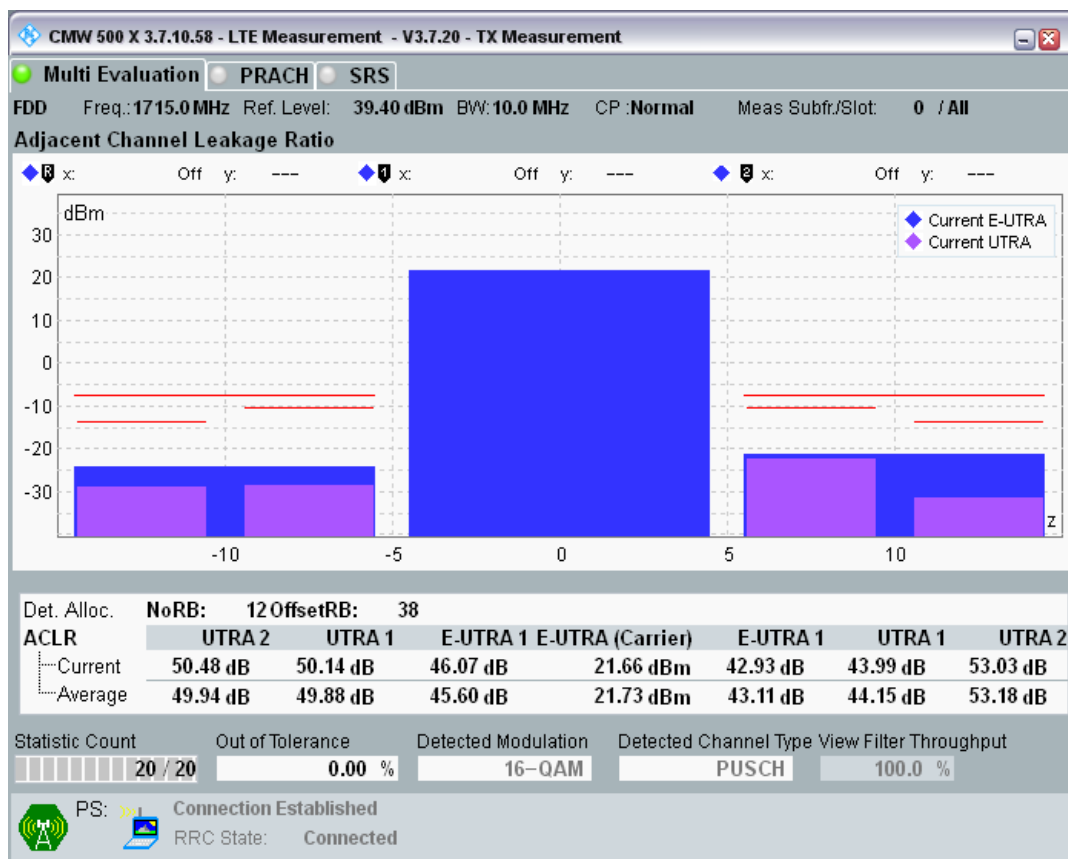 CMW 500 X 3.7.10.58 - LTE Measurement - V3.7.20 - TX Measurement
Multi Evaluation PRACH SRS
FDD Freq.:1715.0 MHz Ref. Level: 39.40 dBm BW:10.0 MHz CP :Normal Meas Subfr./Slot: 0 / All
Adjacent Channel Leakage Ratio
R x: Off y: --- 1 x: Off y: --- 2 x: Off y: ---
dBm
Current E-UTRA
Current UTRA
30
20
10
0
-10
-20
-30
z
-10 -5 0 5 10
Det. Alloc. NoRB: 12 OffsetRB: 38
ACLR UTRA 2 UTRA 1 E-UTRA 1 E-UTRA (Carrier) E-UTRA 1 UTRA 1 UTRA 2
Current 50.48 dB 50.14 dB 46.07 dB 21.66 dBm 42.93 dB 43.99 dB 53.03 dB
Average 49.94 dB 49.88 dB 45.60 dB 21.73 dBm 43.11 dB 44.15 dB 53.18 dB
Statistic Count Out of Tolerance Detected Modulation Detected Channel Type View Filter Throughput
20 / 20 0.00 % 16-QAM PUSCH 100.0 %
PS: Connection Established
RRC State: Connected